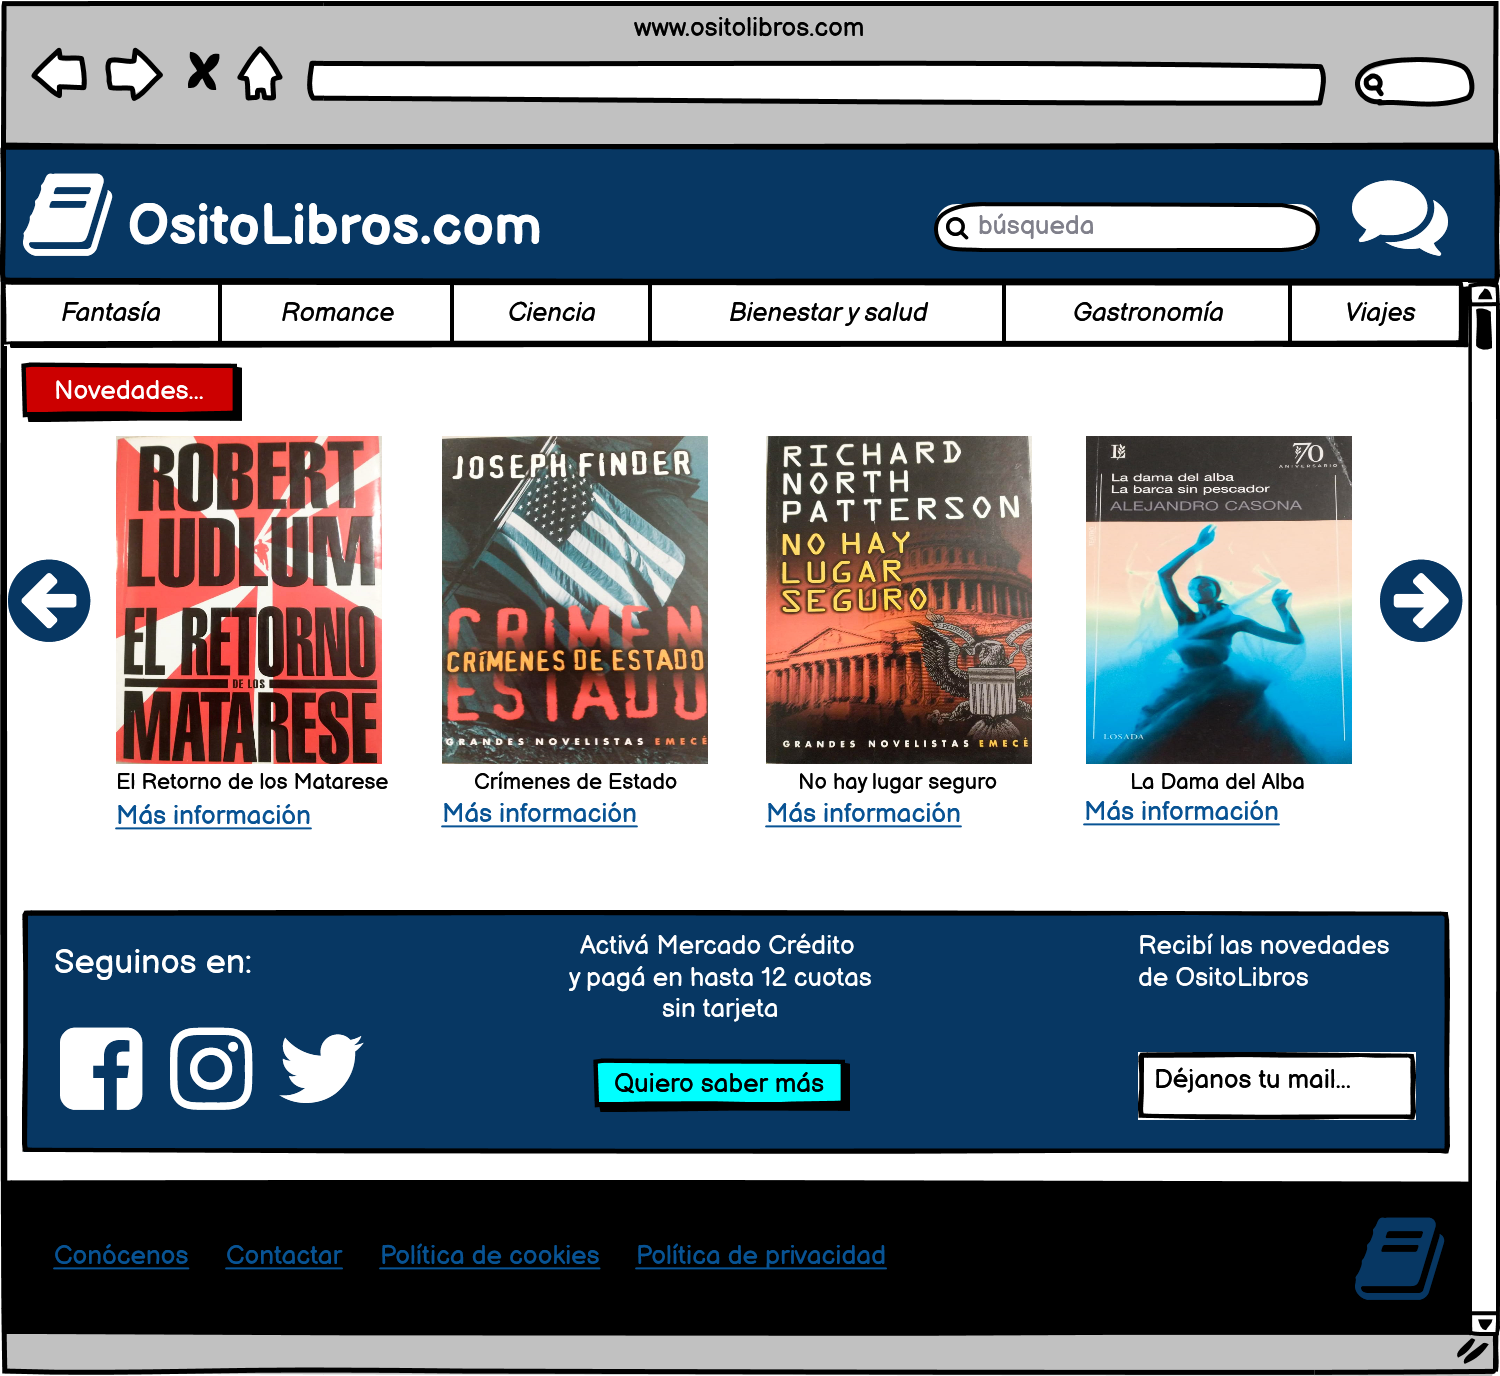 www.ositolibros.com
OsitoLibros.com
búsqueda
Fantasía
Romance
Ciencia
Bienestar y salud
Gastronomía
Viajes
Novedades...
ROBERT
LUDLUM
EL RETORNO
DE LOS
MATARESE
JOSEPH FINDER
CRIMEN
CRÍMENES DE ESTADO
ESTADO
GRANDES NOVELISTAS EMECÉ
RICHARD
NORTH
PATTERSON
NO HAY
LUGAR
SEGURO
GRANDES NOVELISTAS EMECÉ
70
ANIVERSARIO
La dama del alba
La barca sin pescador
ALEJANDRO CASONA
LOSADA
El Retorno de los Matarese
Crímenes de Estado
No hay lugar seguro
La Dama del Alba
Más información
Más información
Más información
Más información
Seguinos en:
Activá Mercado Crédito
y pagá en hasta 12 cuotas
sin tarjeta
Quiero saber más
Recibí las novedades
de OsitoLibros
Déjanos tu mail...
Conócenos
Contactar
Política de cookies
Política de privacidad